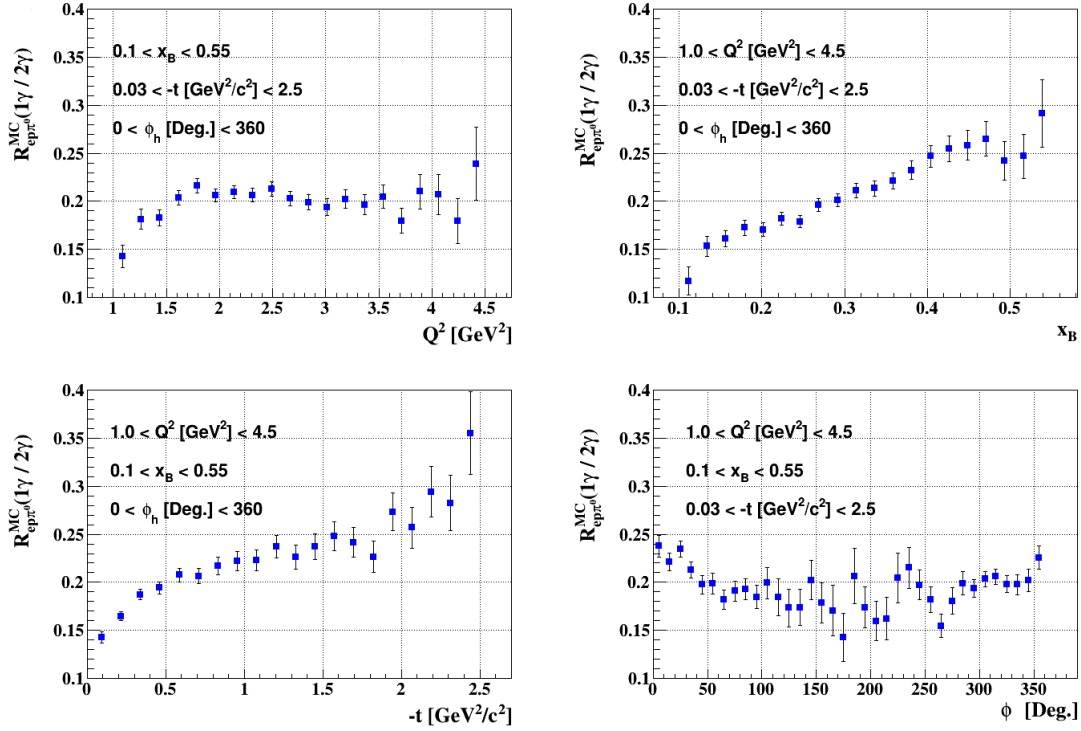 R^MC_epπ⁰(1γ / 2γ)
0.4
0.35
0.3
0.25
0.2
0.15
0.1
0.1 < x_B < 0.55
0.03 < -t [GeV²/c²] < 2.5
0 < ϕ_h [Deg.] < 360
1 1.5 2 2.5 3 3.5 4 4.5
Q² [GeV²]
R^MC_epπ⁰(1γ / 2γ)
0.4
0.35
0.3
0.25
0.2
0.15
0.1
1.0 < Q² [GeV²] < 4.5
0.03 < -t [GeV²/c²] < 2.5
0 < ϕ_h [Deg.] < 360
0.1 0.2 0.3 0.4 0.5
x_B
R^MC_epπ⁰(1γ / 2γ)
0.4
0.35
0.3
0.25
0.2
0.15
0.1
1.0 < Q² [GeV²] < 4.5
0.1 < x_B < 0.55
0 < ϕ_h [Deg.] < 360
0 0.5 1 1.5 2 2.5
-t [GeV²/c²]
R^MC_epπ⁰(1γ / 2γ)
0.4
0.35
0.3
0.25
0.2
0.15
0.1
1.0 < Q² [GeV²] < 4.5
0.1 < x_B < 0.55
0.03 < -t [GeV²/c²] < 2.5
0 50 100 150 200 250 300 350
ϕ [Deg.]